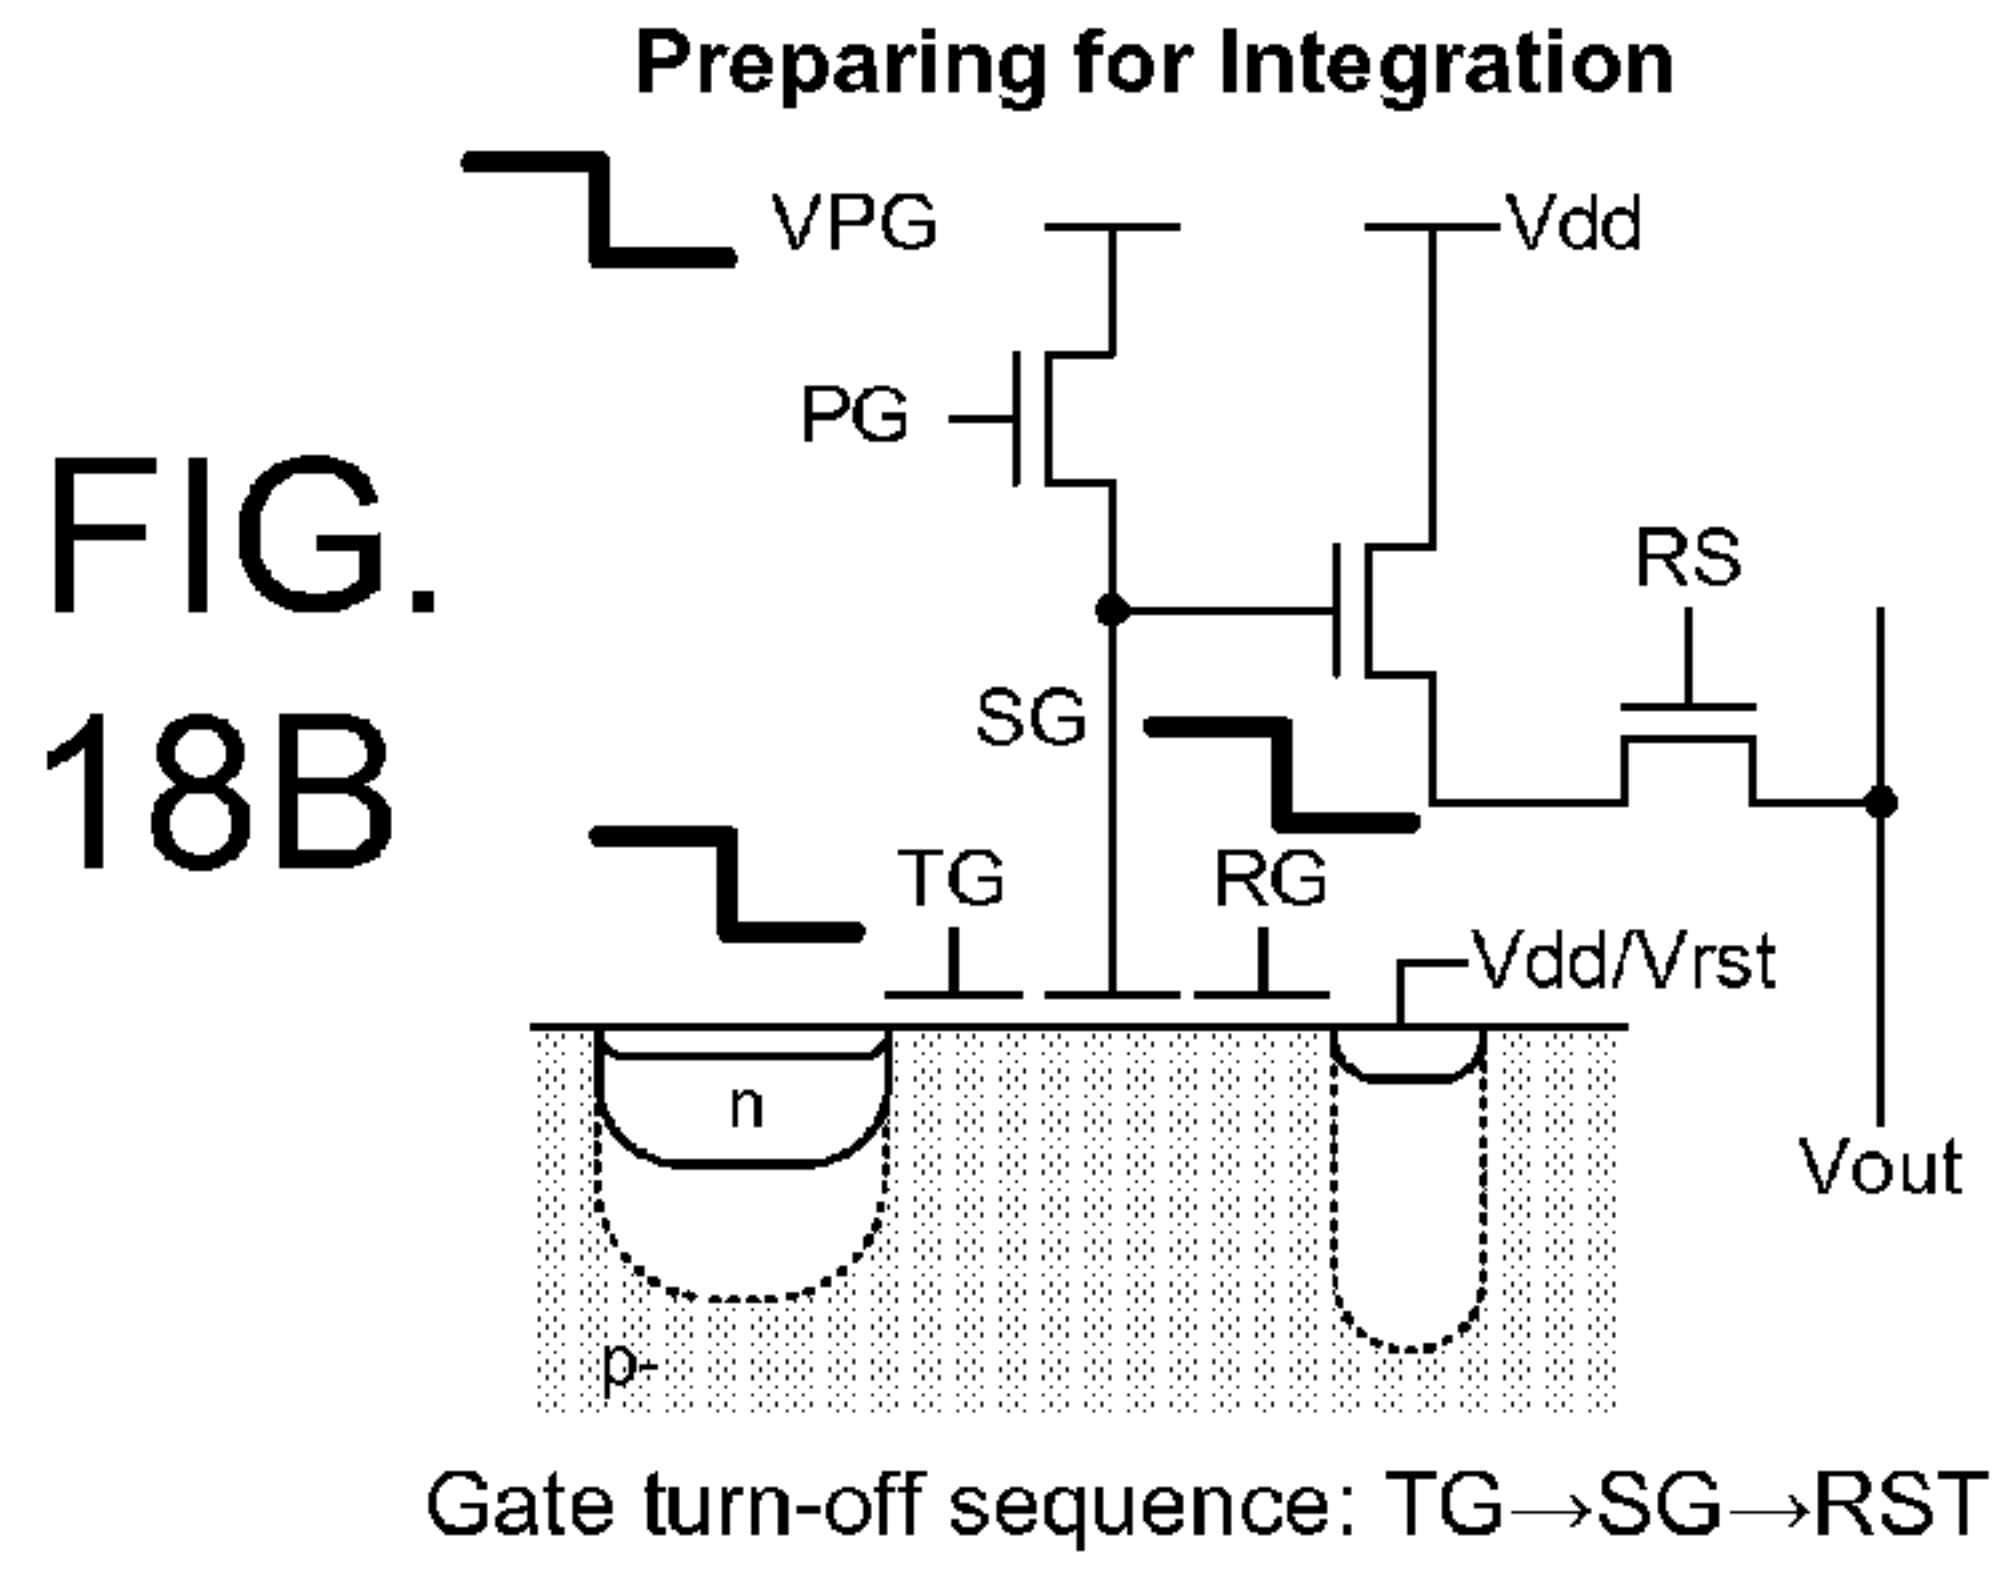 Preparing for Integration
VPG
Vdd
PG
FIG.
18B
RS
SG
TG
RG
Vdd/Vrst
n
Vout
p-
Gate turn-off sequence: TG→SG→RST